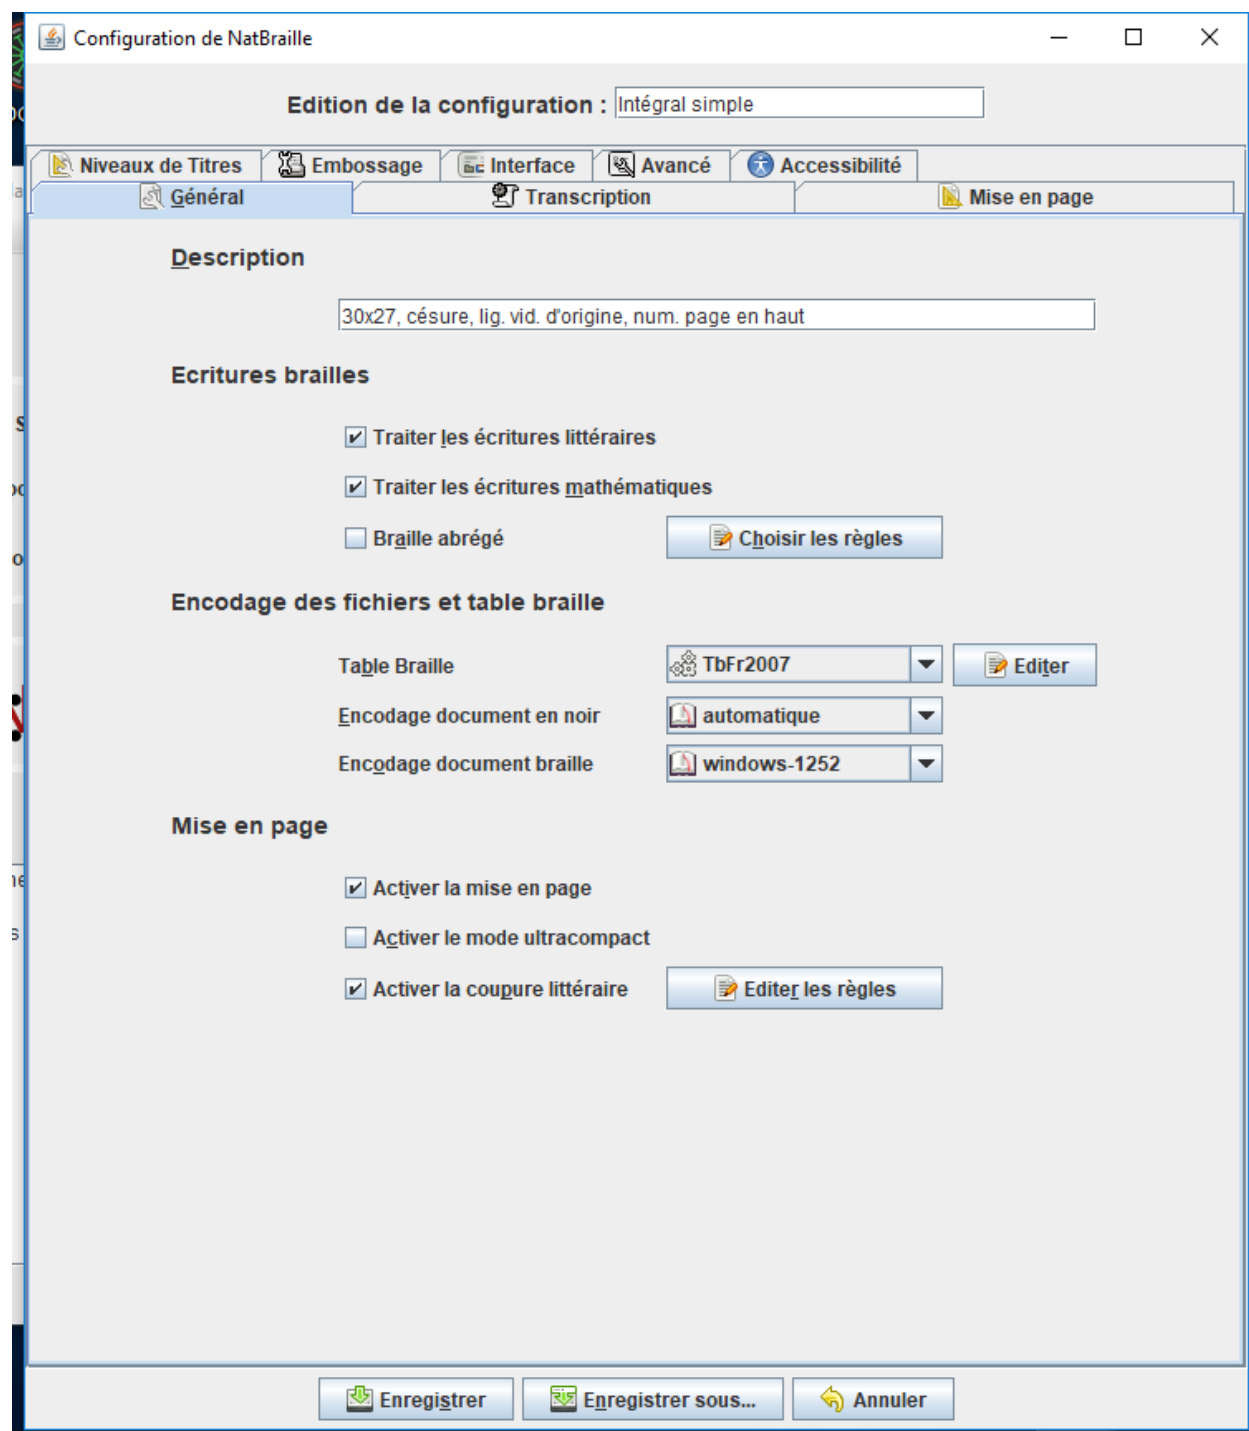 Configuration de NatBraille
Edition de la configuration : Intégral simple
Niveaux de Titres Embossage Interface Avancé Accessibilité
Général Transcription Mise en page
Description
30x27, césure, lig. vid. d'origine, num. page en haut
Ecritures brailles
Traiter les écritures littéraires
Traiter les écritures mathématiques
Braille abrégé Choisir les règles
Encodage des fichiers et table braille
Table Braille TbFr2007 Editer
Encodage document en noir automatique
Encodage document braille windows-1252
Mise en page
Activer la mise en page
Activer le mode ultracompact
Activer la coupure littéraire Editer les règles
Enregistrer Enregistrer sous... Annuler